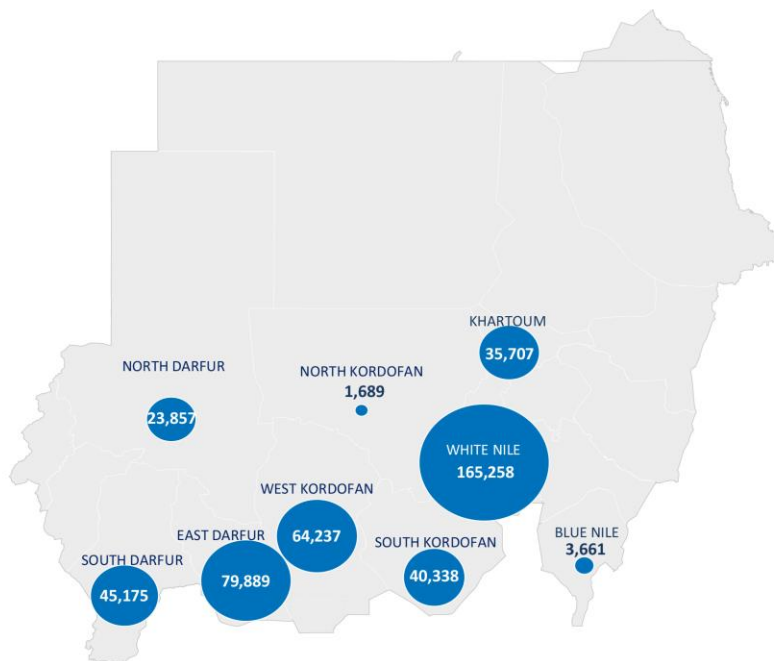 KHARTOUM
35,707
NORTH DARFUR
23,857
NORTH KORDOFAN
1,689
WHITE NILE
165,258
WEST KORDOFAN
64,237
EAST DARFUR
79,889
SOUTH KORDOFAN
40,338
BLUE NILE
3,661
SOUTH DARFUR
45,175